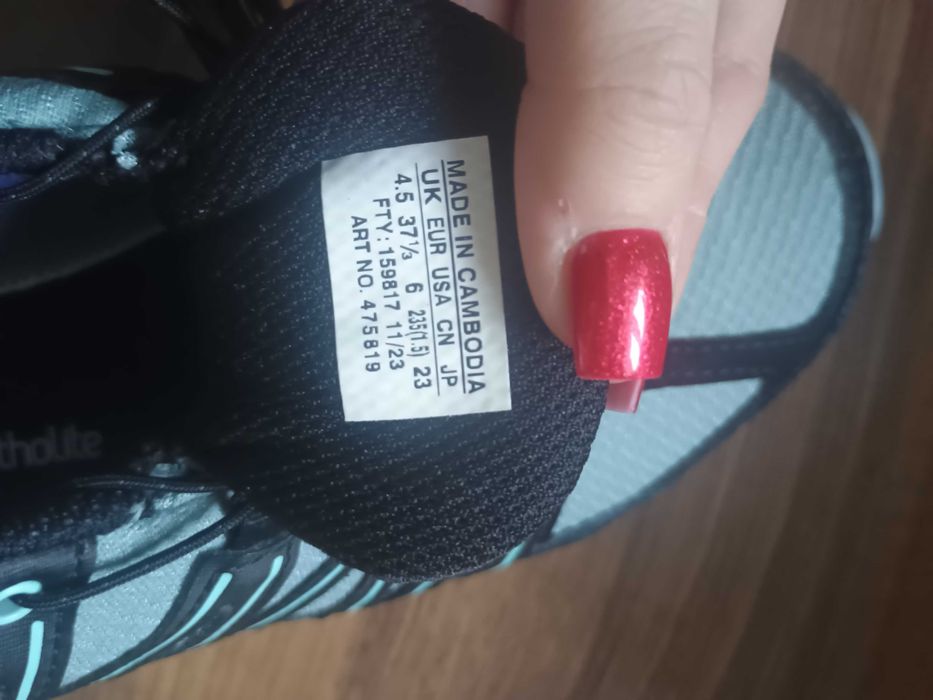 MADE IN CAMBODIA
UK EUR USA CN JP
4.5 37⅓ 6 235(1.5) 23
FTY: 159817 11/23
ART NO. 475819
tholite